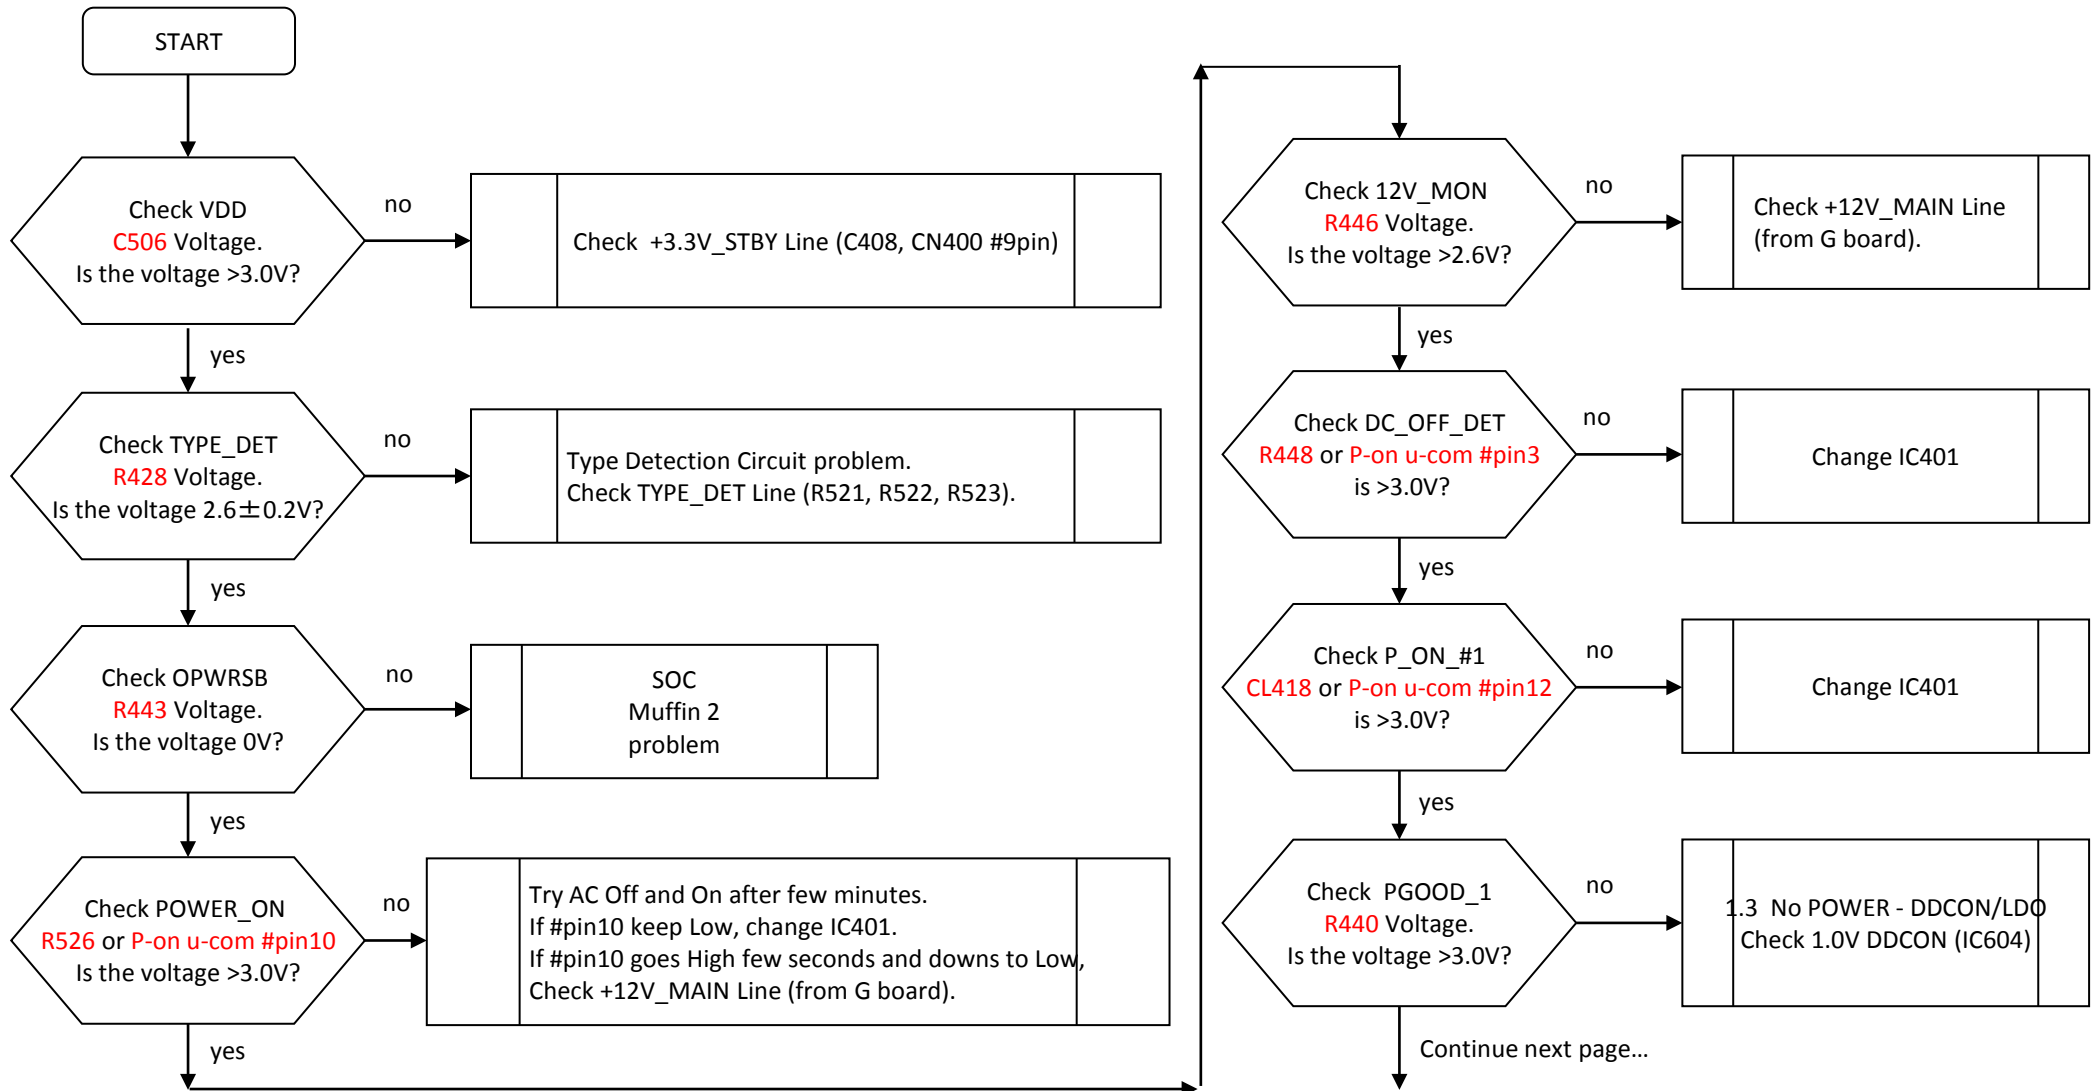 START
Check VDD
C506 Voltage.
Is the voltage >3.0V?
no
Check +3.3V_STBY Line (C408, CN400 #9pin)
yes
Check TYPE_DET
R428 Voltage.
Is the voltage 2.6±0.2V?
no
Type Detection Circuit problem.
Check TYPE_DET Line (R521, R522, R523).
yes
Check OPWRSB
R443 Voltage.
Is the voltage 0V?
no
SOC
Muffin 2
problem
yes
Check POWER_ON
R526 or P-on u-com #pin10
Is the voltage >3.0V?
no
Try AC Off and On after few minutes.
If #pin10 keep Low, change IC401.
If #pin10 goes High few seconds and downs to Low,
Check +12V_MAIN Line (from G board).
yes
Check 12V_MON
R446 Voltage.
Is the voltage >2.6V?
no
Check +12V_MAIN Line
(from G board).
yes
Check DC_OFF_DET
R448 or P-on u-com #pin3
is >3.0V?
no
Change IC401
yes
Check P_ON_#1
CL418 or P-on u-com #pin12
is >3.0V?
no
Change IC401
yes
Check PGOOD_1
R440 Voltage.
Is the voltage >3.0V?
no
1.3 No POWER - DDCON/LDO
Check 1.0V DDCON (IC604)
Continue next page...